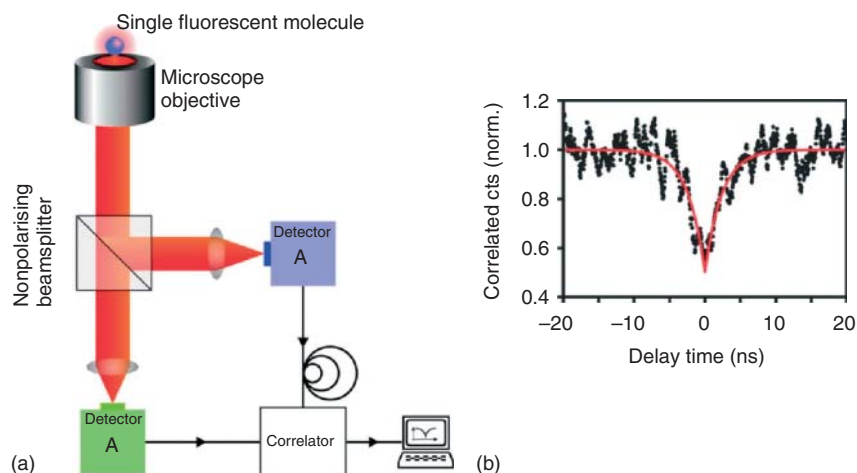 Single fluorescent molecule
Microscope
objective
Nonpolarising
beamsplitter
Detector
A
Detector
A
Correlator
(a)
1.2
1.0
0.8
0.6
0.4
Correlated cts (norm.)
–20
–10
0
10
20
Delay time (ns)
(b)